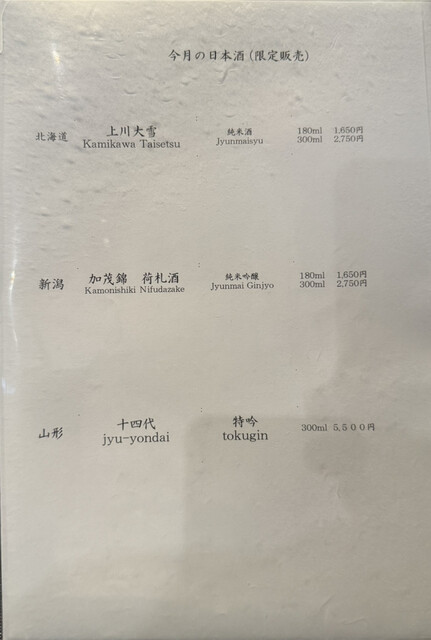 今月の日本酒(限定販売)
北海道 上川大雪 純米酒 180ml 1,650円
Kamikawa Taisetsu Jyunmaisyu 300ml 2,750円
新潟 加茂錦 荷札酒 純米吟醸 180ml 1,650円
Kamonishiki Nifudazake Jyunmai Ginjyo 300ml 2,750円
山形 十四代 特吟 300ml 5,500円
jyu-yondai tokugin